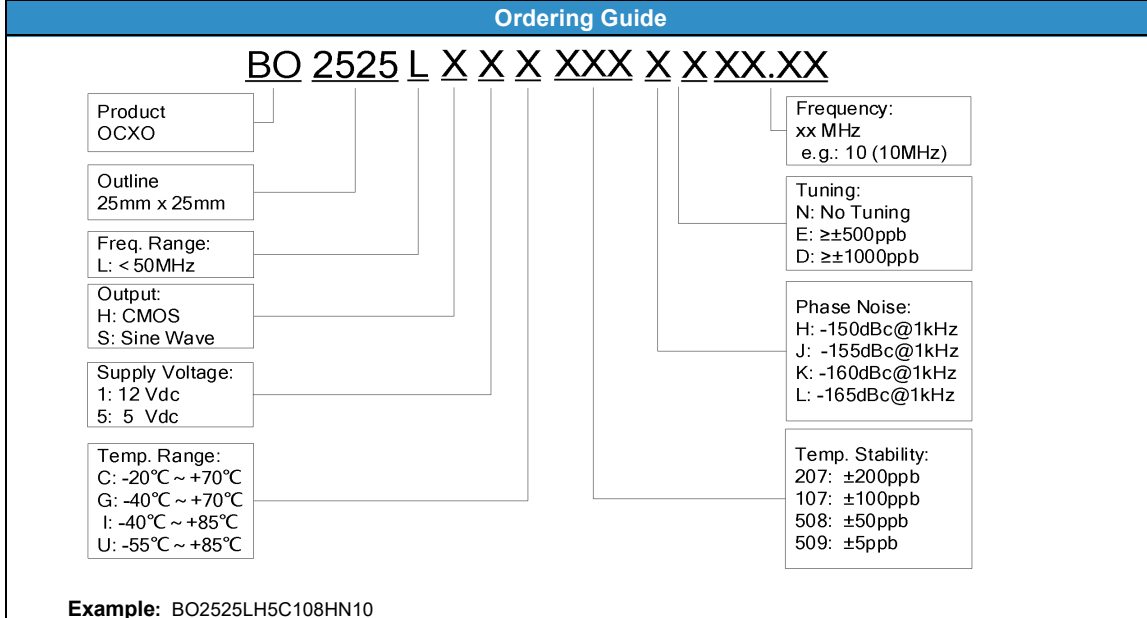 Ordering Guide
BO 2525 L X X X XXX X X XX.XX
Product
OCXO
Outline
25mm x 25mm
Freq. Range:
L: < 50MHz
Output:
H: CMOS
S: Sine Wave
Supply Voltage:
1: 12 Vdc
5: 5 Vdc
Temp. Range:
C: -20℃ ~ +70℃
G: -40℃ ~ +70℃
I: -40℃ ~ +85℃
U: -55℃ ~ +85℃
Frequency:
xx MHz
e.g.: 10 (10MHz)
Tuning:
N: No Tuning
E: ≥±500ppb
D: ≥±1000ppb
Phase Noise:
H: -150dBc@1kHz
J: -155dBc@1kHz
K: -160dBc@1kHz
L: -165dBc@1kHz
Temp. Stability:
207: ±200ppb
107: ±100ppb
508: ±50ppb
509: ±5ppb
Example: BO2525LH5C108HN10